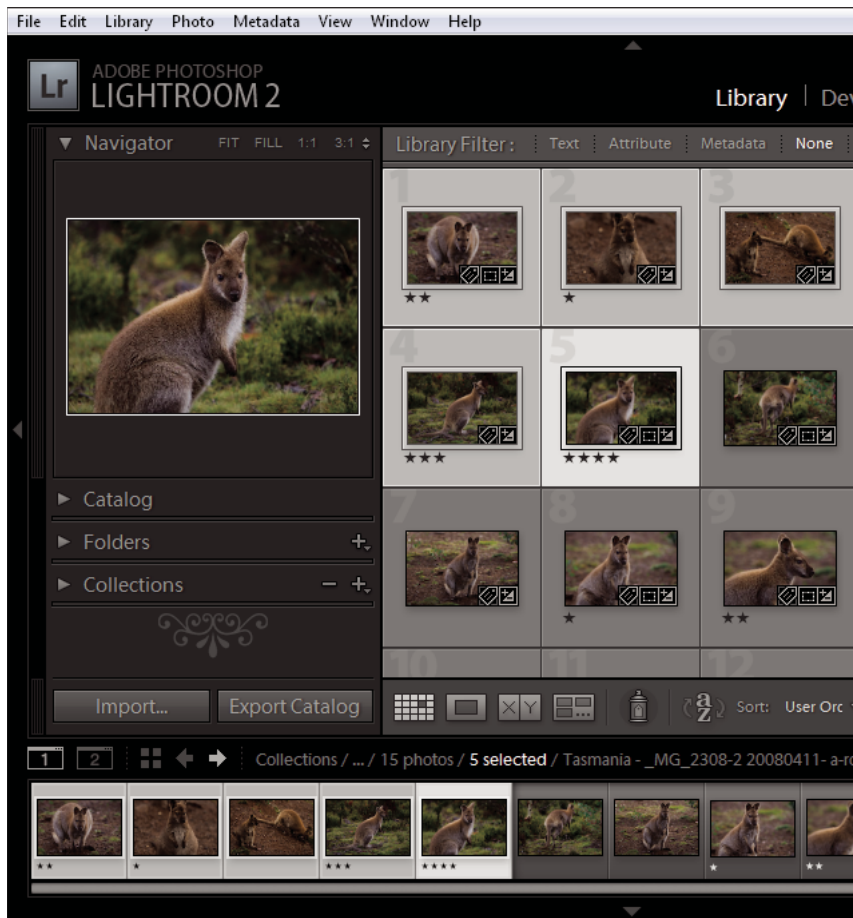 File Edit Library Photo Metadata View Window Help
Lr
ADOBE PHOTOSHOP
LIGHTROOM 2
Library | Dev
Navigator FIT FILL 1:1 3:1
Library Filter : Text Attribute Metadata None
1 2 3
4 5 6
7 8 9
10 11 12
Catalog
Folders
Collections
Import...
Export Catalog
XY
a
z
Sort: User Orc
1 2
Collections / ... / 15 photos / 5 selected / Tasmania - _MG_2308-2 20080411- a-ro